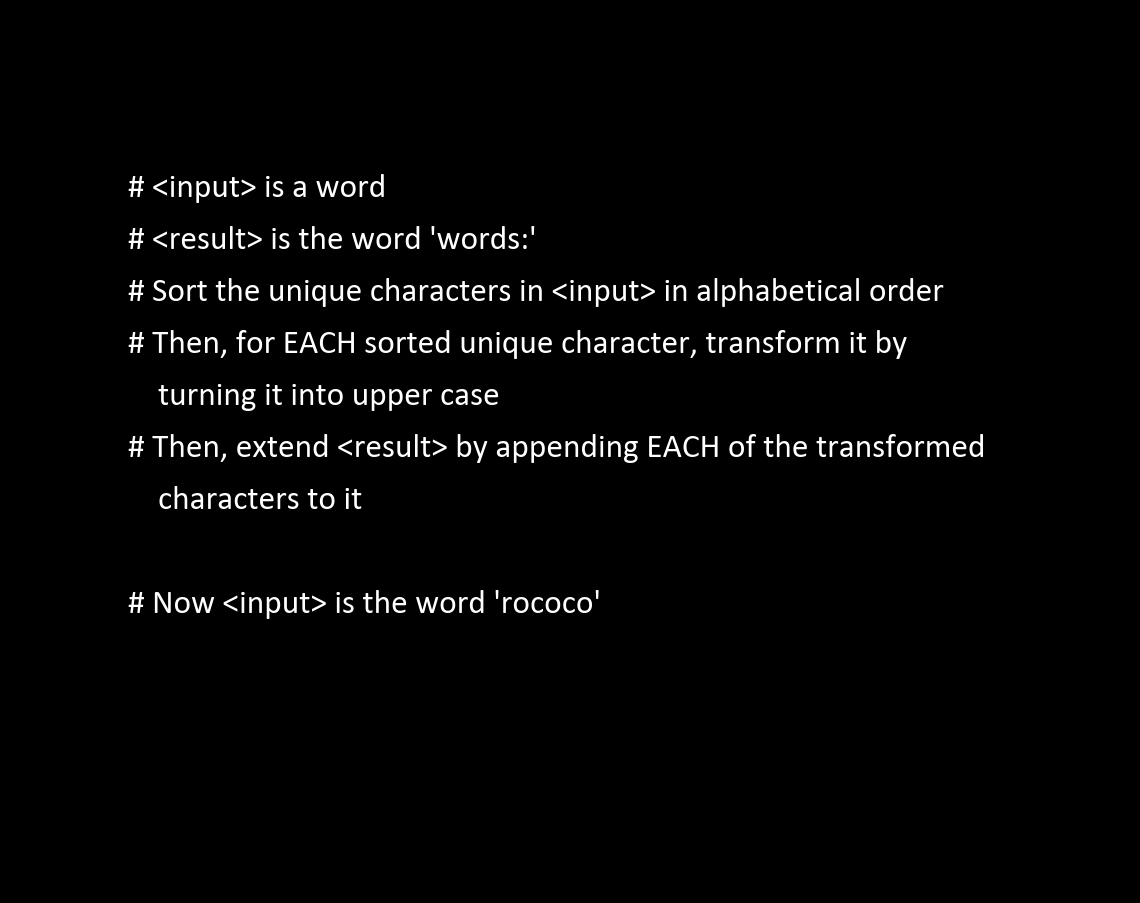 # <input> is a word
# <result> is the word 'words:'
# Sort the unique characters in <input> in alphabetical order
# Then, for EACH sorted unique character, transform it by
turning it into upper case
# Then, extend <result> by appending EACH of the transformed
characters to it
# Now <input> is the word 'rococo'